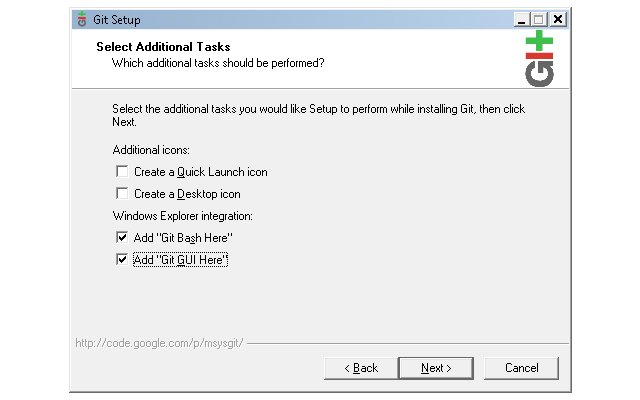 Git Setup
Select Additional Tasks
Which additional tasks should be performed?
GIT
Select the additional tasks you would like Setup to perform while installing Git, then click
Next.
Additional icons:
Create a Quick Launch icon
Create a Desktop icon
Windows Explorer integration:
Add "Git Bash Here"
Add "Git GUI Here"
http://code.google.com/p/msysgit/
< Back
Next >
Cancel